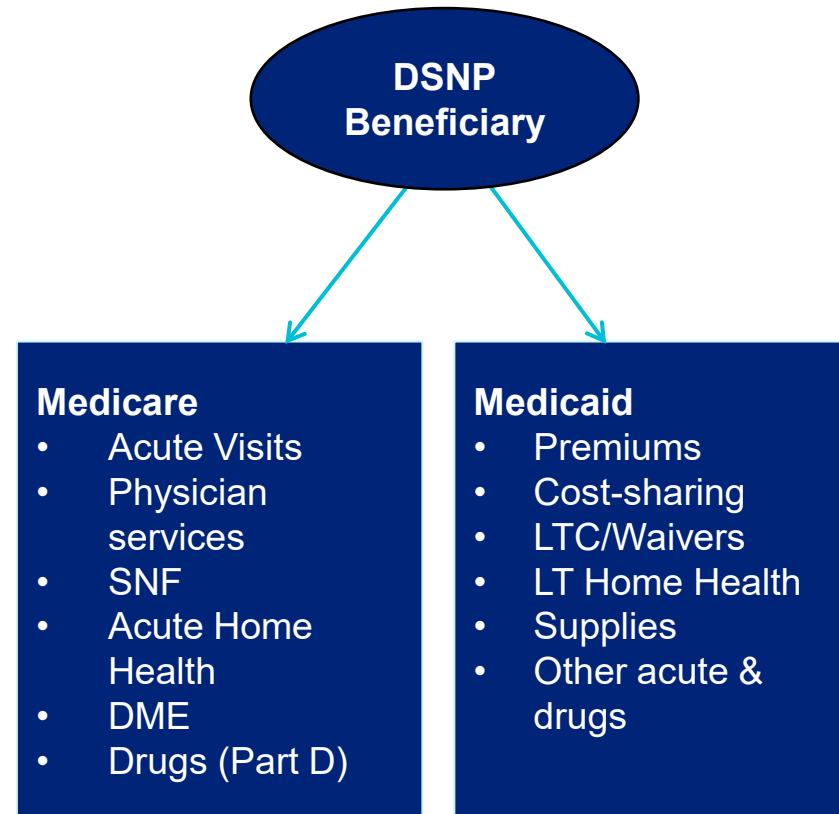 DSNP
Beneficiary
Medicare
• Acute Visits
• Physician
services
• SNF
• Acute Home
Health
• DME
• Drugs (Part D)
Medicaid
• Premiums
• Cost-sharing
• LTC/Waivers
• LT Home Health
• Supplies
• Other acute &
drugs